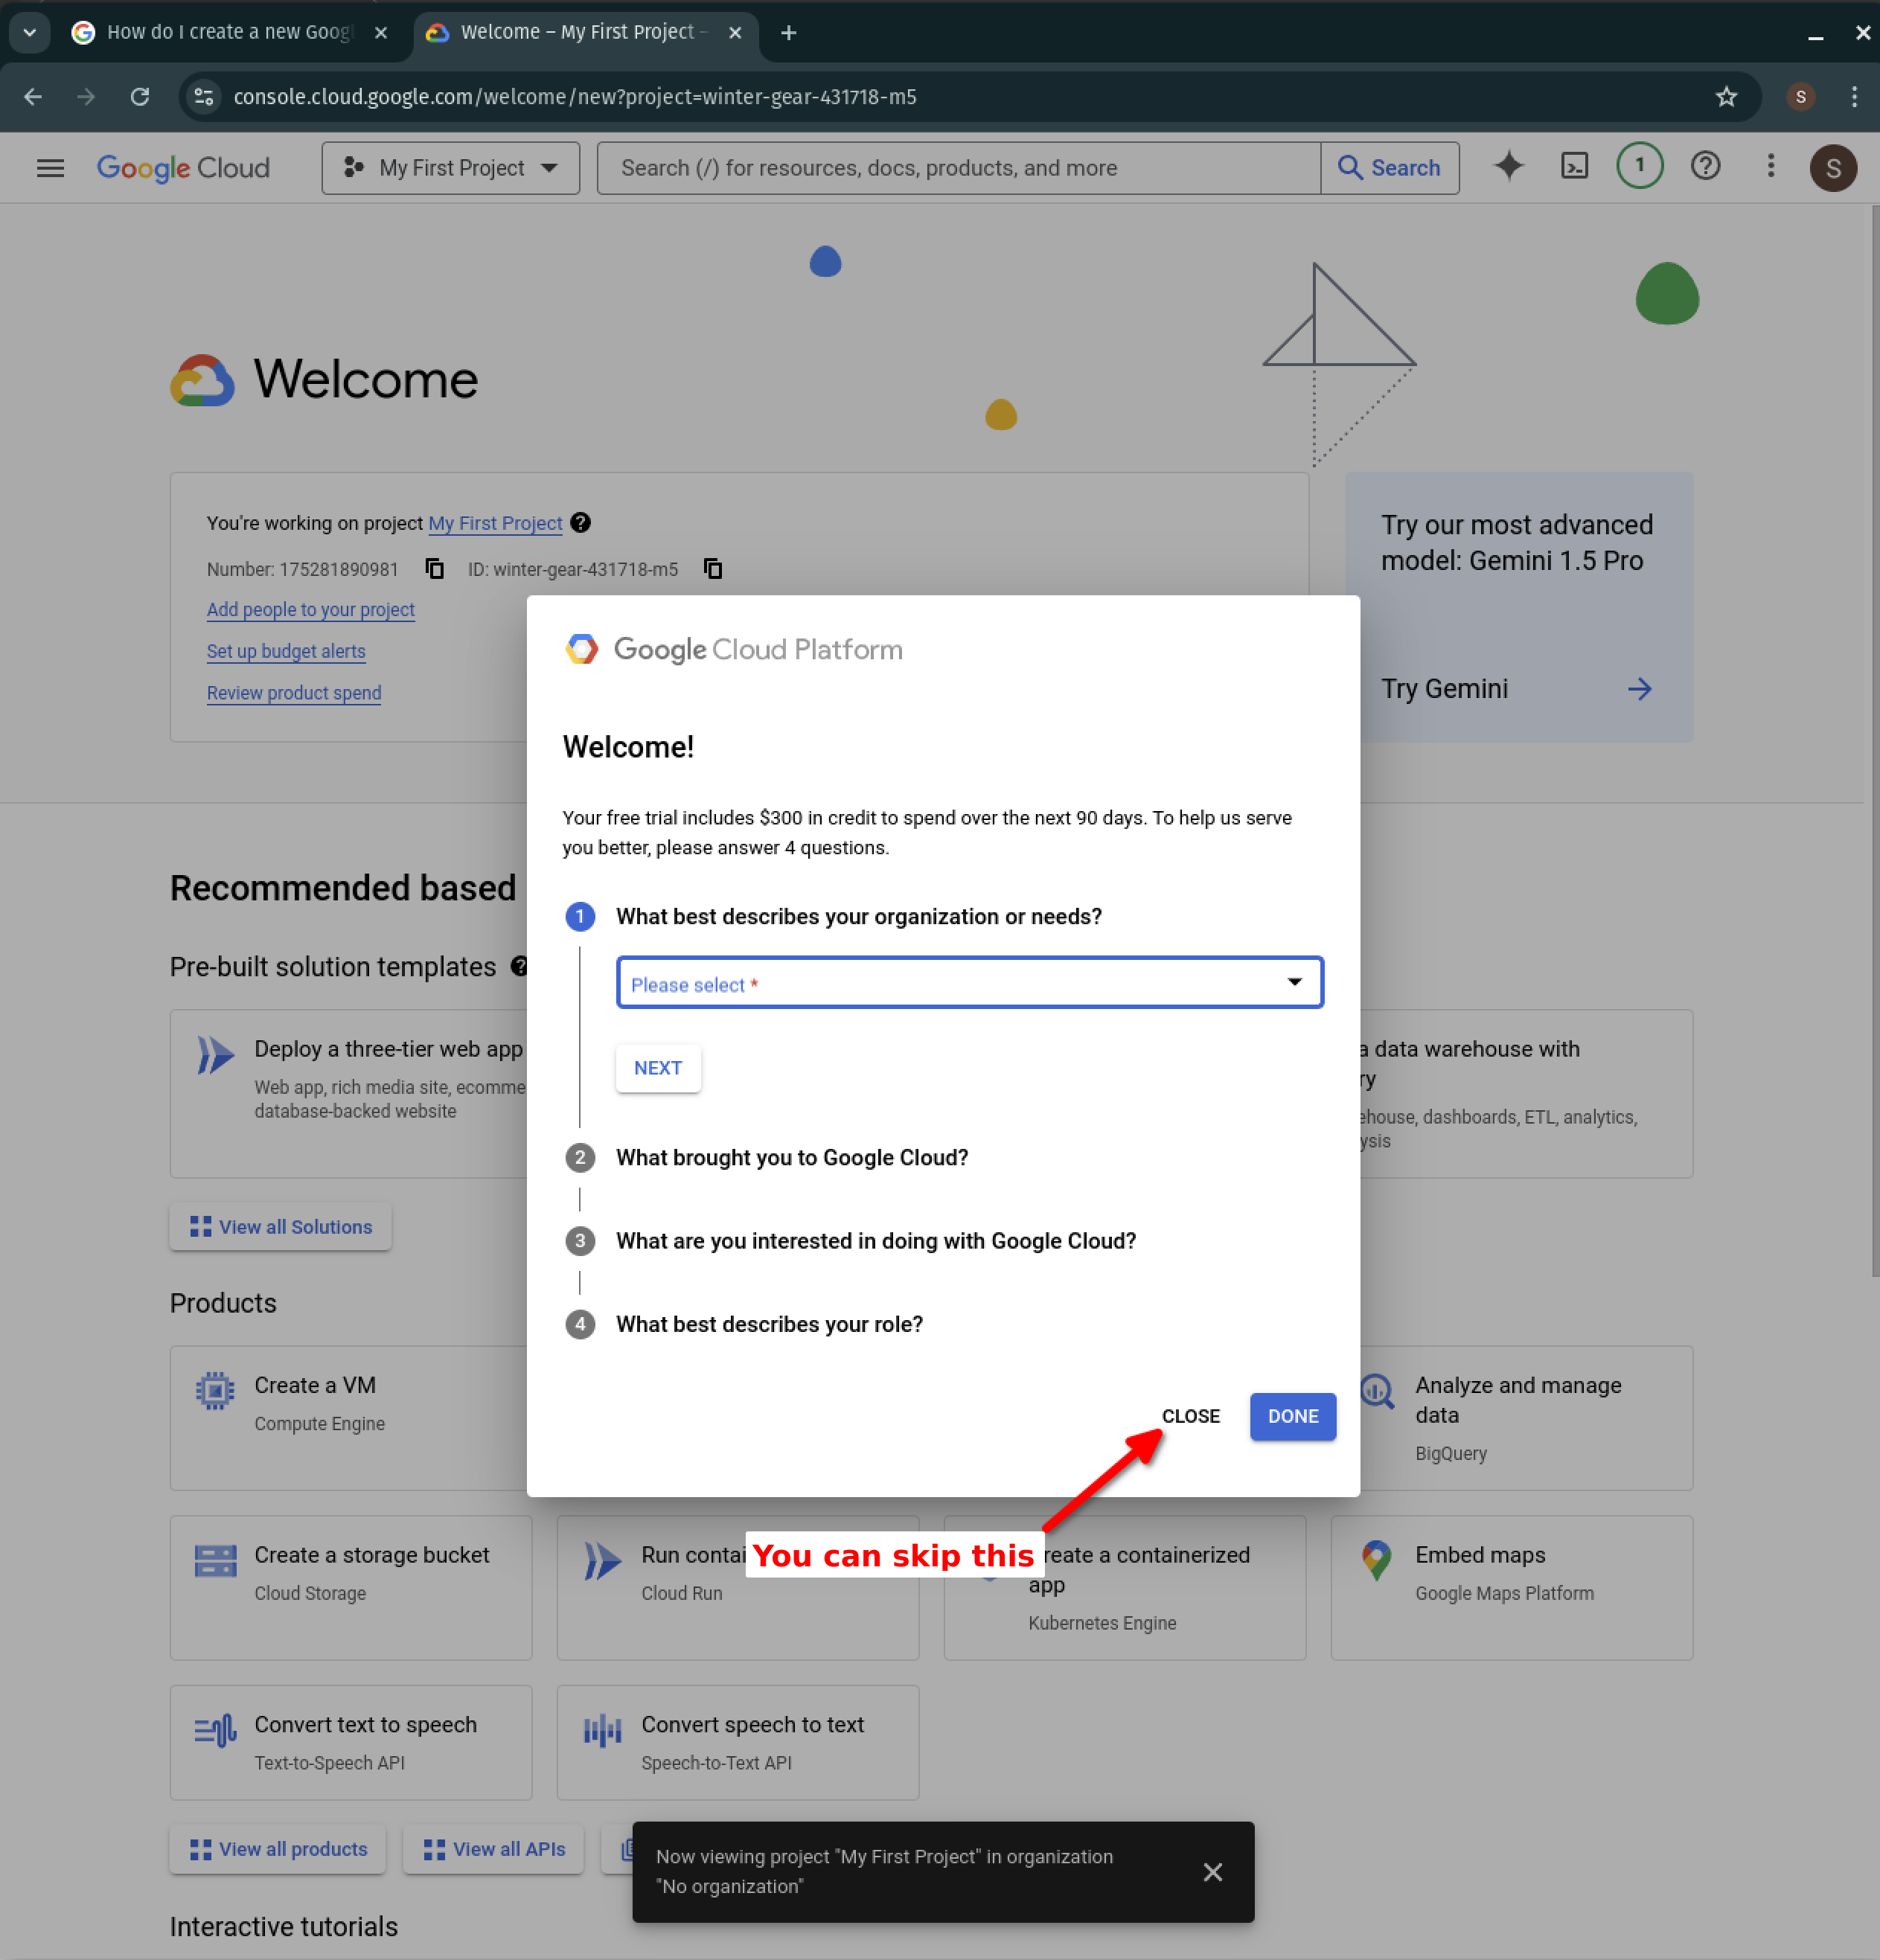 How do I create a new Googl
Welcome – My First Project –
console.cloud.google.com/welcome/new?project=winter-gear-431718-m5
S
Google Cloud
My First Project
Search (/) for resources, docs, products, and more
Search
1
S
Welcome
You're working on project My First Project
Number: 175281890981
ID: winter-gear-431718-m5
Add people to your project
Set up budget alerts
Review product spend
Try our most advanced
model: Gemini 1.5 Pro
Try Gemini
Google Cloud Platform
Welcome!
Your free trial includes $300 in credit to spend over the next 90 days. To help us serve
you better, please answer 4 questions.
1 What best describes your organization or needs?
Please select *
NEXT
2 What brought you to Google Cloud?
3 What are you interested in doing with Google Cloud?
4 What best describes your role?
CLOSE
DONE
You can skip this
Recommended based
Pre-built solution templates
Deploy a three-tier web app
Web app, rich media site, ecomme
database-backed website
a data warehouse with
ry
ehouse, dashboards, ETL, analytics,
ysis
View all Solutions
Products
Create a VM
Compute Engine
Analyze and manage
data
BigQuery
Create a storage bucket
Cloud Storage
Run contai
Cloud Run
reate a containerized
app
Kubernetes Engine
Embed maps
Google Maps Platform
Convert text to speech
Text-to-Speech API
Convert speech to text
Speech-to-Text API
View all products
View all APIs
Now viewing project "My First Project" in organization
"No organization"
Interactive tutorials